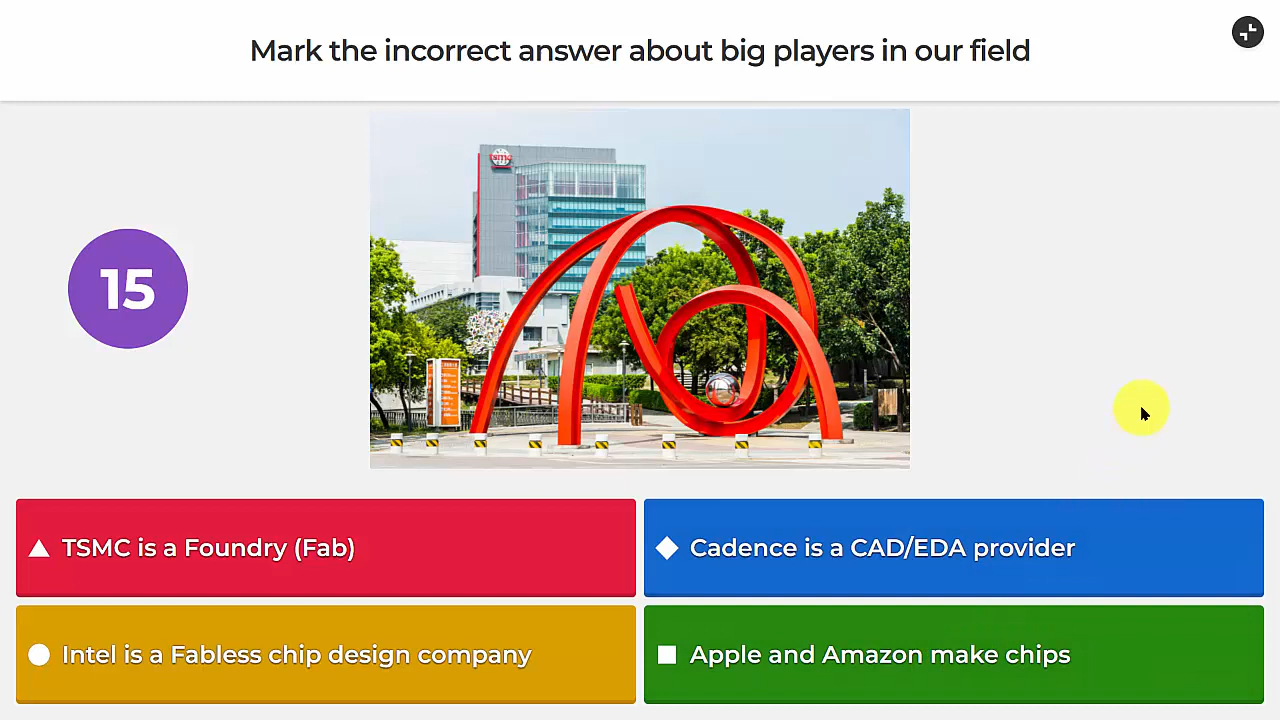 Mark the incorrect answer about big players in our field
tsmc
15
TSMC is a Foundry (Fab)
Cadence is a CAD/EDA provider
Intel is a Fabless chip design company
Apple and Amazon make chips